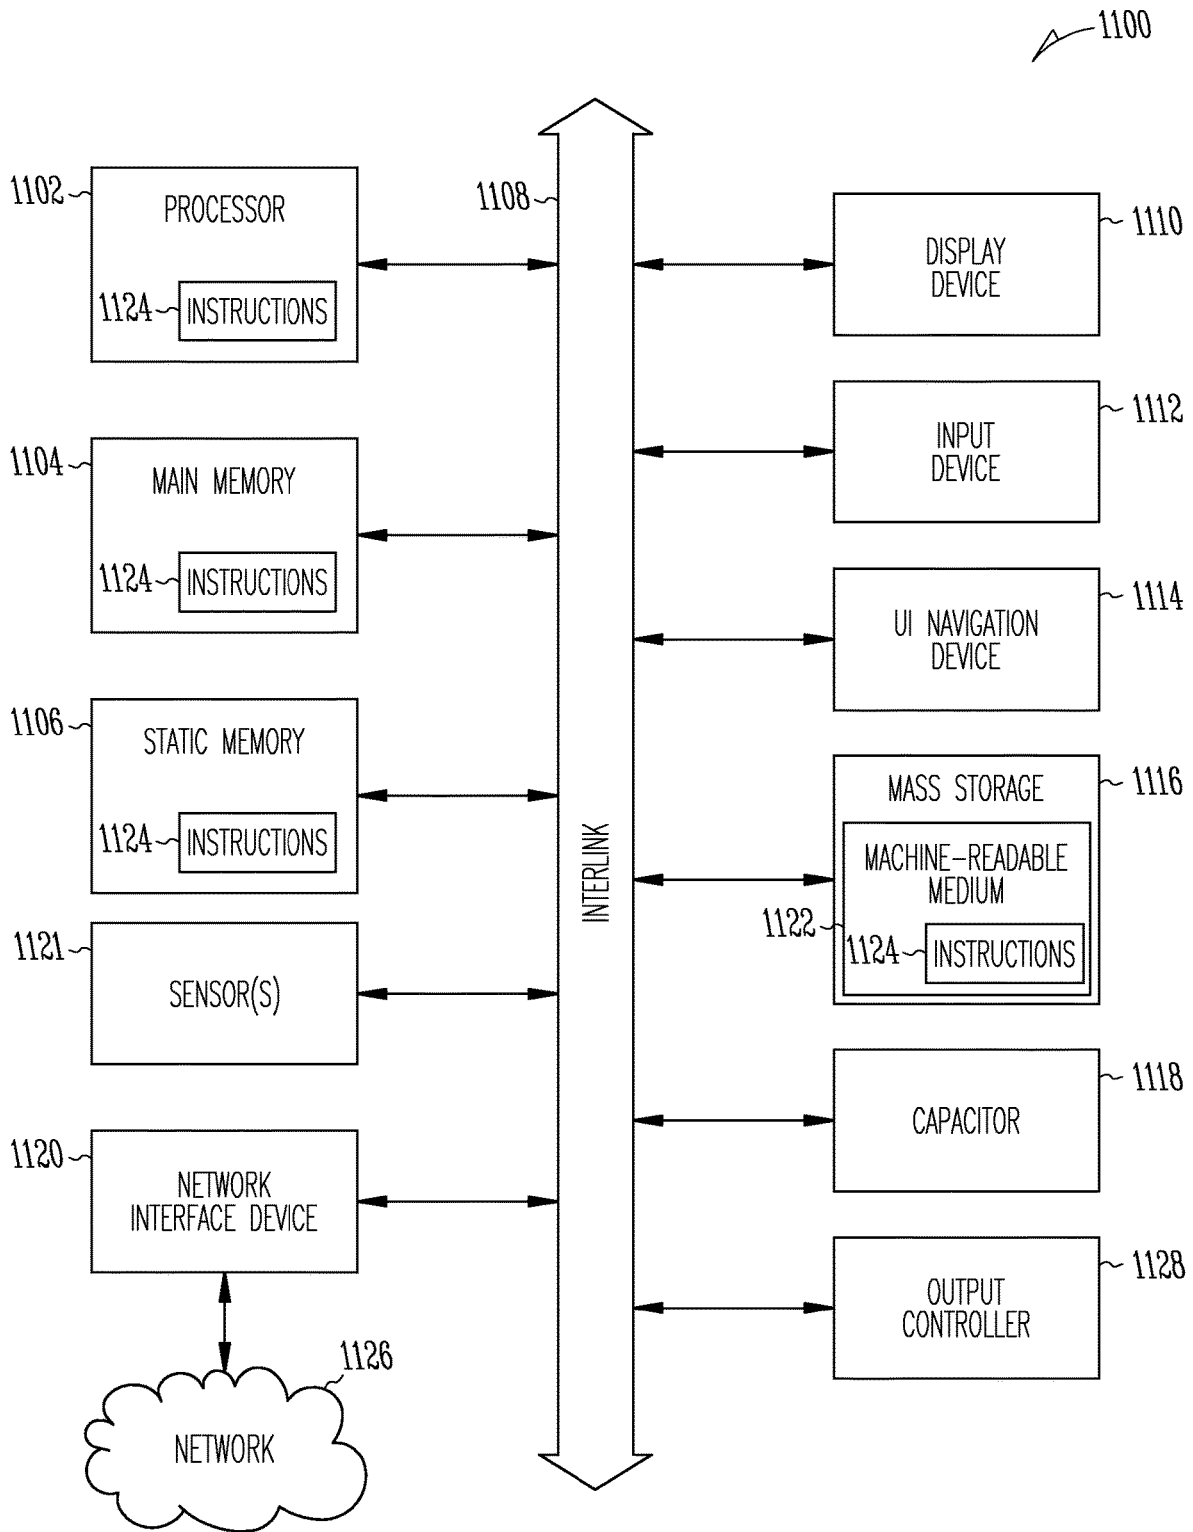 1100
1102
PROCESSOR
1124
INSTRUCTIONS
1104
MAIN MEMORY
1124
INSTRUCTIONS
1106
STATIC MEMORY
1124
INSTRUCTIONS
1121
SENSOR(S)
1120
NETWORK
INTERFACE DEVICE
1126
NETWORK
1108
INTERLINK
1110
DISPLAY
DEVICE
1112
INPUT
DEVICE
1114
UI NAVIGATION
DEVICE
1116
MASS STORAGE
MACHINE-READABLE
MEDIUM
1122
1124
INSTRUCTIONS
1118
CAPACITOR
1128
OUTPUT
CONTROLLER